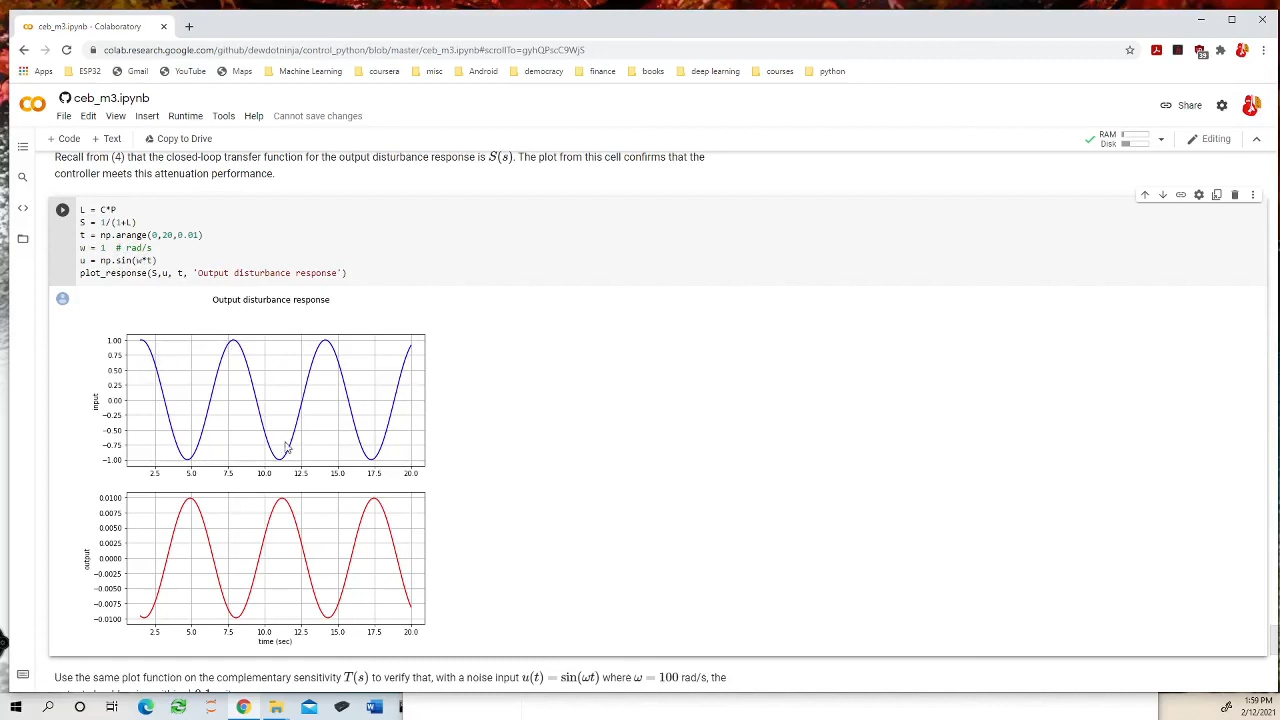 ceb_m3.ipynb - Colaboratory
colab.research.google.com/github/dewdotninja/control_python/blob/master/ceb_m3.ipynb#scrollTo=gyhQPscC9WjS
Apps ESP32 Gmail YouTube Maps Machine Learning coursera misc Android democracy finance books deep learning courses python
ceb_m3.ipynb
Share
File Edit View Insert Runtime Tools Help Cannot save changes
+ Code + Text Copy to Drive
RAM
Disk
Editing
Recall from (4) that the closed-loop transfer function for the output disturbance response is S(s). The plot from this cell confirms that the
controller meets this attenuation performance.
L = C*P
S = 1/(1+L)
t = np.arange(0,20,0.01)
w = 1 # rad/s
u = np.sin(w*t)
plot_response(S,u, t, 'Output disturbance response')
Output disturbance response
1.00
0.75
0.50
0.25
0.00
−0.25
−0.50
−0.75
−1.00
input
2.5 5.0 7.5 10.0 12.5 15.0 17.5 20.0
0.0100
0.0075
0.0050
0.0025
0.0000
−0.0025
−0.0050
−0.0075
−0.0100
output
2.5 5.0 7.5 10.0 12.5 15.0 17.5 20.0
time (sec)
Use the same plot function on the complementary sensitivity T(s) to verify that, with a noise input u(t) = sin(ωt) where ω = 100 rad/s, the
1:59 PM
2/12/2021